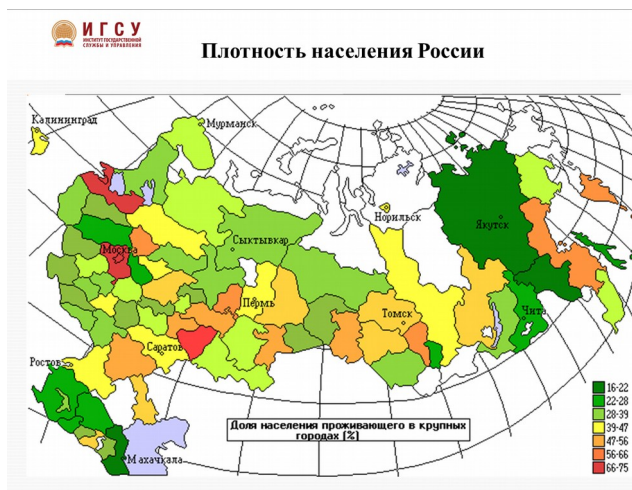 ИГСУ
ИНСТИТУТ ГОСУДАРСТВЕННОЙ
СЛУЖБЫ И УПРАВЛЕНИЯ
Плотность населения России
Калининград
Мурманск
Норильск
Якутск
Москва
Сыктывкар
Пермь
Томск
Чита
Ростов
Саратов
Махачкала
Доля населения проживающего в крупных
городах (%)
16-22
22-28
28-39
39-47
47-56
56-66
66-75